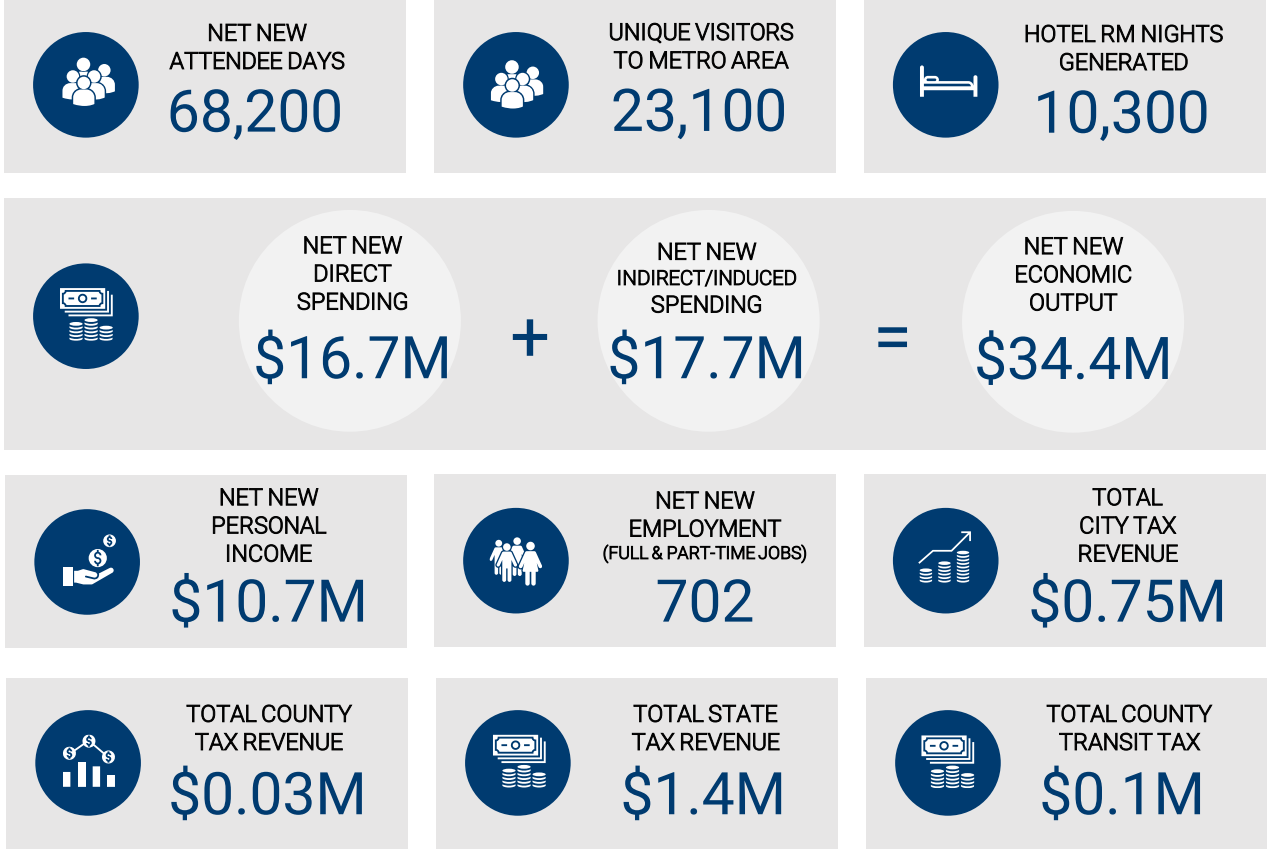 NET NEW
ATTENDEE DAYS
68,200
UNIQUE VISITORS
TO METRO AREA
23,100
HOTEL RM NIGHTS
GENERATED
10,300
NET NEW
DIRECT
SPENDING
$16.7M
+
NET NEW
INDIRECT/INDUCED
SPENDING
$17.7M
=
NET NEW
ECONOMIC
OUTPUT
$34.4M
NET NEW
PERSONAL
INCOME
$10.7M
NET NEW
EMPLOYMENT
(FULL & PART-TIME JOBS)
702
TOTAL
CITY TAX
REVENUE
$0.75M
TOTAL COUNTY
TAX REVENUE
$0.03M
TOTAL STATE
TAX REVENUE
$1.4M
TOTAL COUNTY
TRANSIT TAX
$0.1M